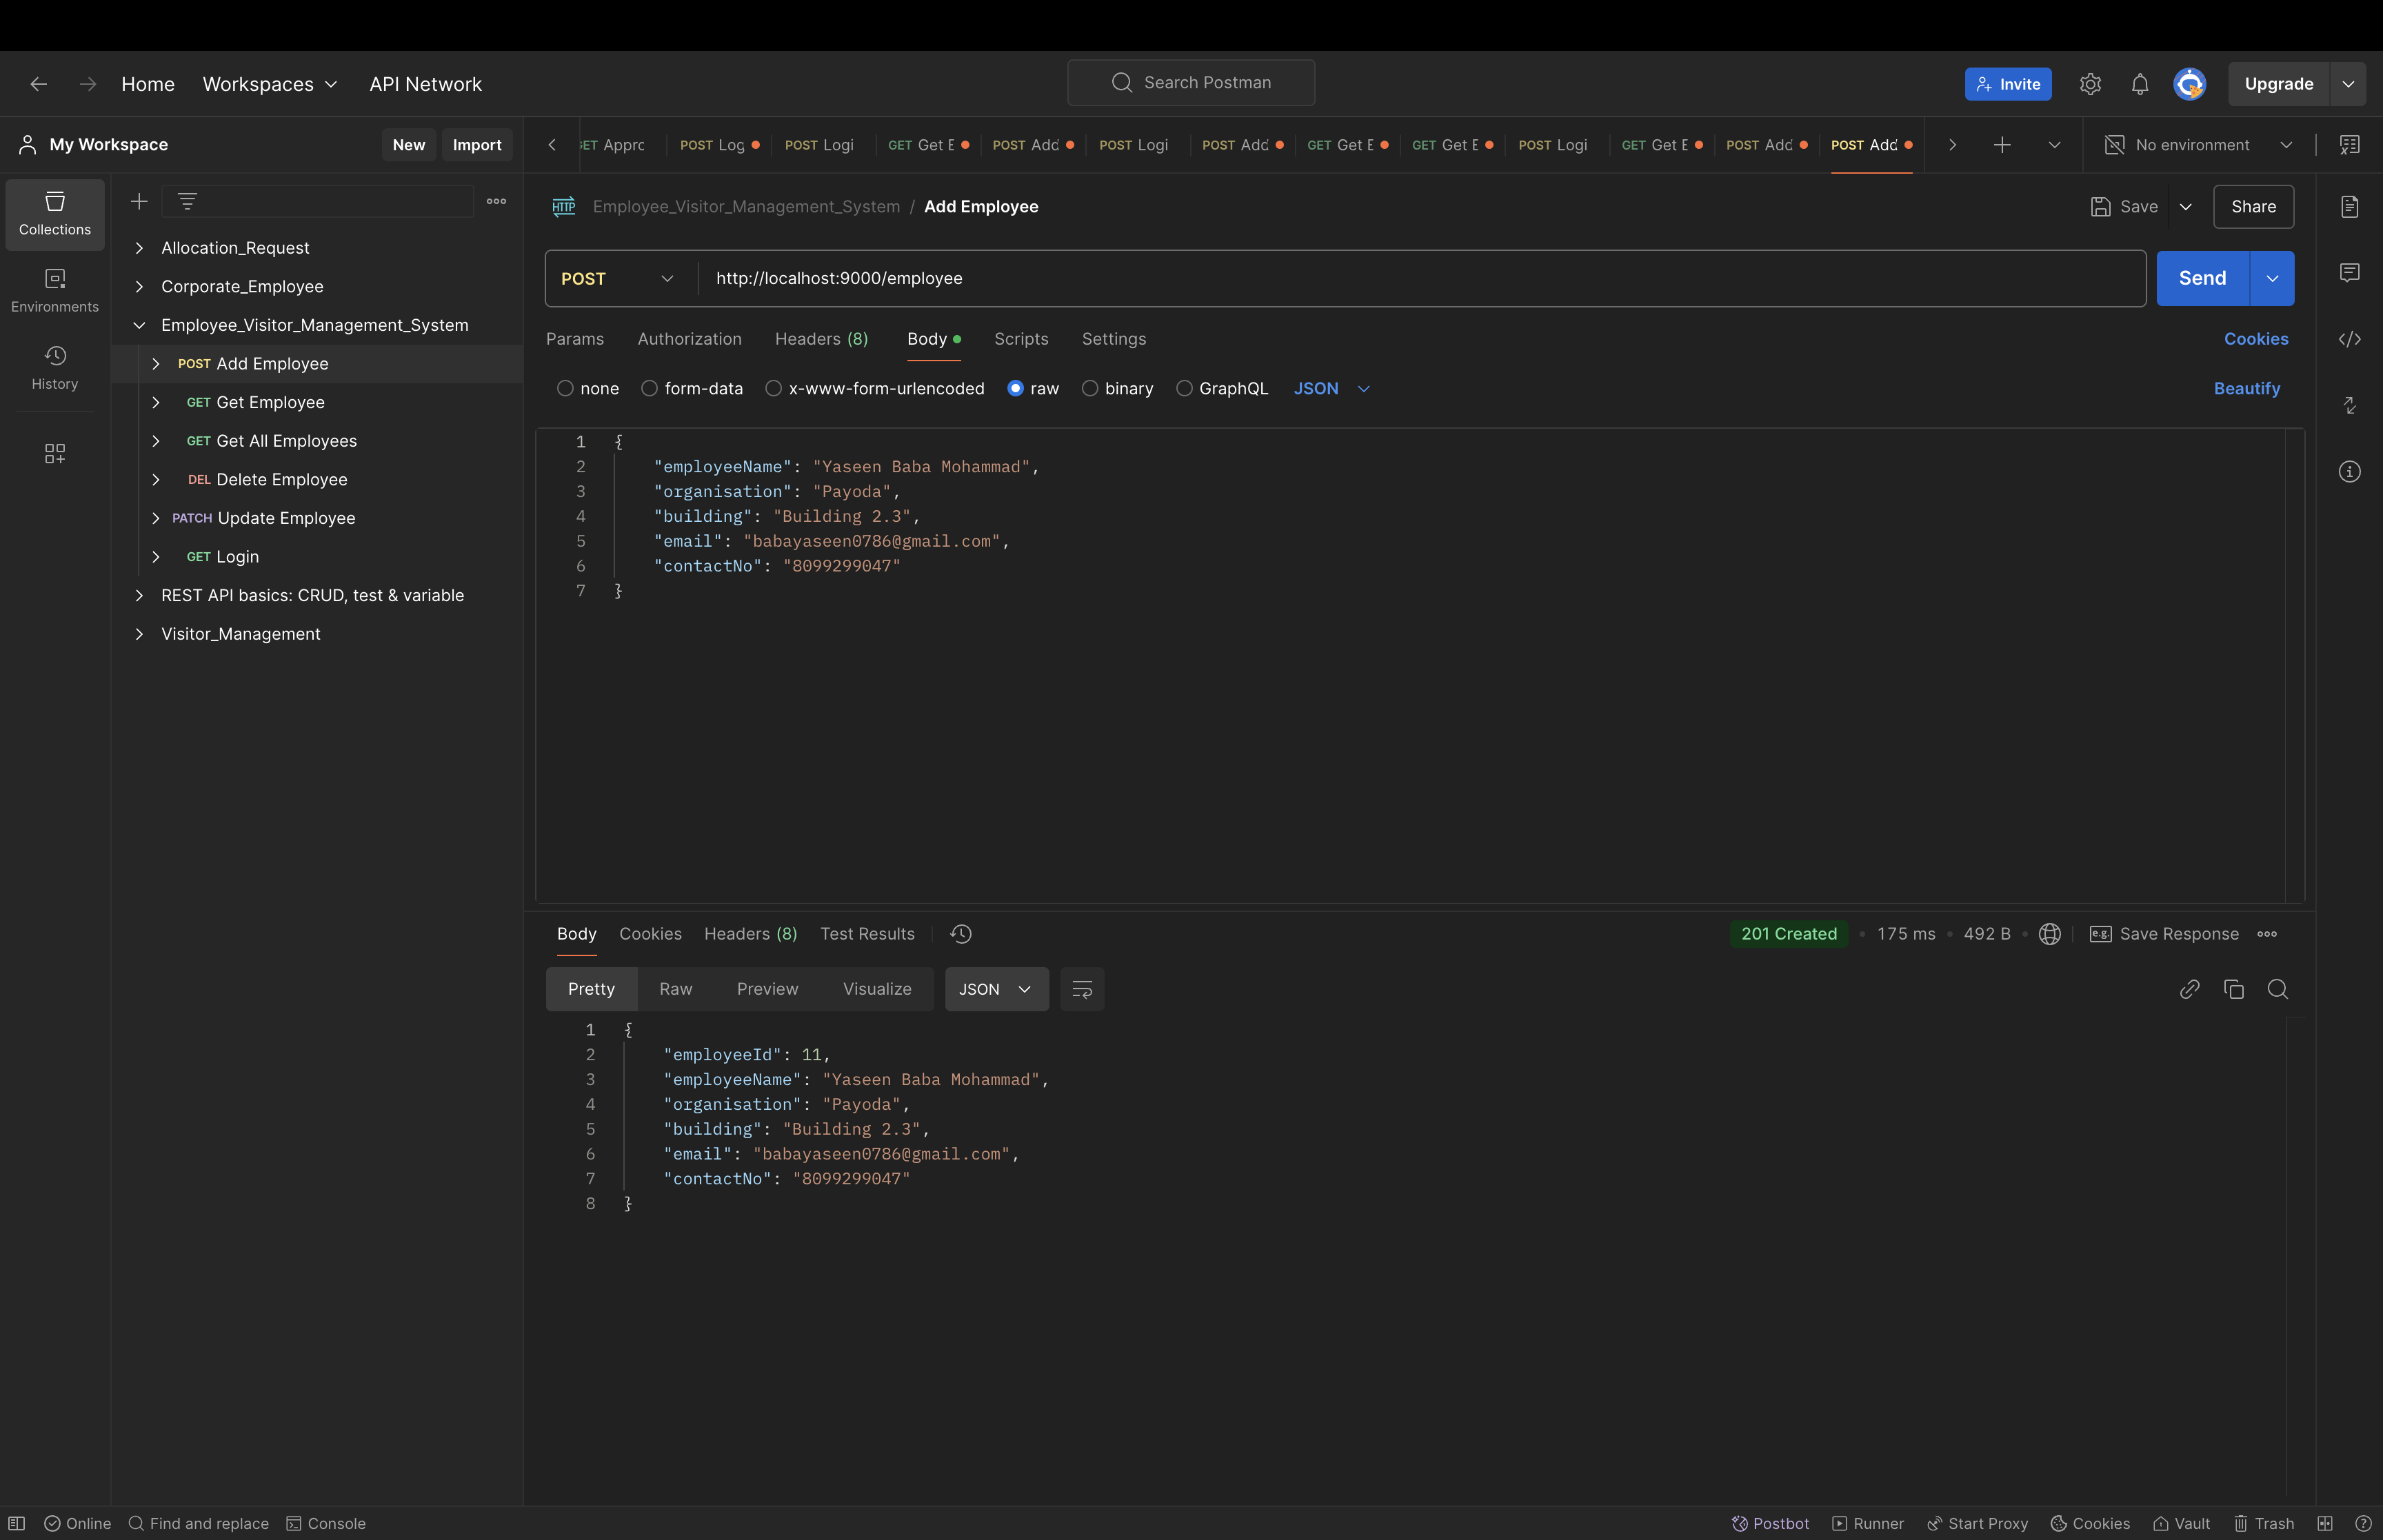 Home Workspaces API Network Search Postman Invite Upgrade
My Workspace New Import
ET Appro POST Log POST Logi GET Get E POST Add POST Logi POST Add GET Get E GET Get E POST Logi GET Get E POST Add POST Add No environment
Collections
Environments
History
Allocation_Request
Corporate_Employee
Employee_Visitor_Management_System
POST Add Employee
GET Get Employee
GET Get All Employees
DEL Delete Employee
PATCH Update Employee
GET Login
REST API basics: CRUD, test & variable
Visitor_Management
HTTP Employee_Visitor_Management_System / Add Employee Save Share
POST http://localhost:9000/employee Send
Params Authorization Headers (8) Body Scripts Settings Cookies
none form-data x-www-form-urlencoded raw binary GraphQL JSON Beautify
1 {
2 "employeeName": "Yaseen Baba Mohammad",
3 "organisation": "Payoda",
4 "building": "Building 2.3",
5 "email": "babayaseen0786@gmail.com",
6 "contactNo": "8099299047"
7 }
Body Cookies Headers (8) Test Results 201 Created 175 ms 492 B e.g. Save Response
Pretty Raw Preview Visualize JSON
1 {
2 "employeeId": 11,
3 "employeeName": "Yaseen Baba Mohammad",
4 "organisation": "Payoda",
5 "building": "Building 2.3",
6 "email": "babayaseen0786@gmail.com",
7 "contactNo": "8099299047"
8 }
Online Find and replace Console Postbot Runner Start Proxy Cookies Vault Trash